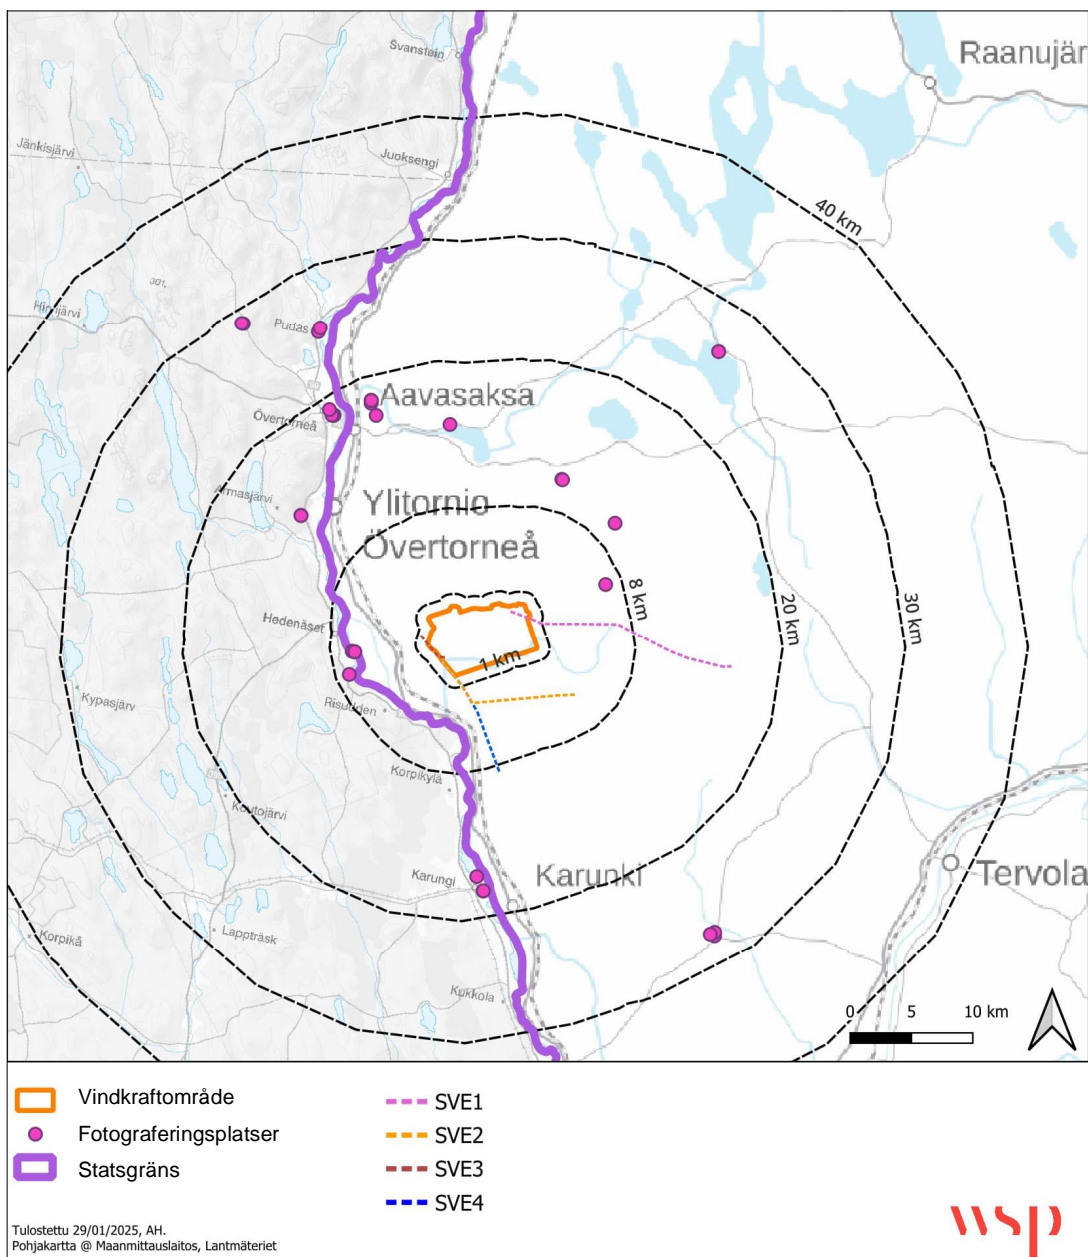 Svanstein
Raanujär
Jänkisjärvi
Juoksengi
40 km
301
Pudas
Aavasaksa
Övertorneå
Armasjärvi
Ylitornio
Övertorneå
8 km
20 km
30 km
Hedenäset
1 km
Kypasjärv
Risudden
Korpikylä
Koutojärvi
Karungi
Karunki
Tervola
Korpikå
Lappträsk
Kukkola
0 5 10 km
Vindkraftområde
Fotograferingsplatser
Statsgräns
SVE1
SVE2
SVE3
SVE4
Tulostettu 29/01/2025, AH.
Pohjakartta @ Maanmittauslaitos, Lantmäteriet
wsp